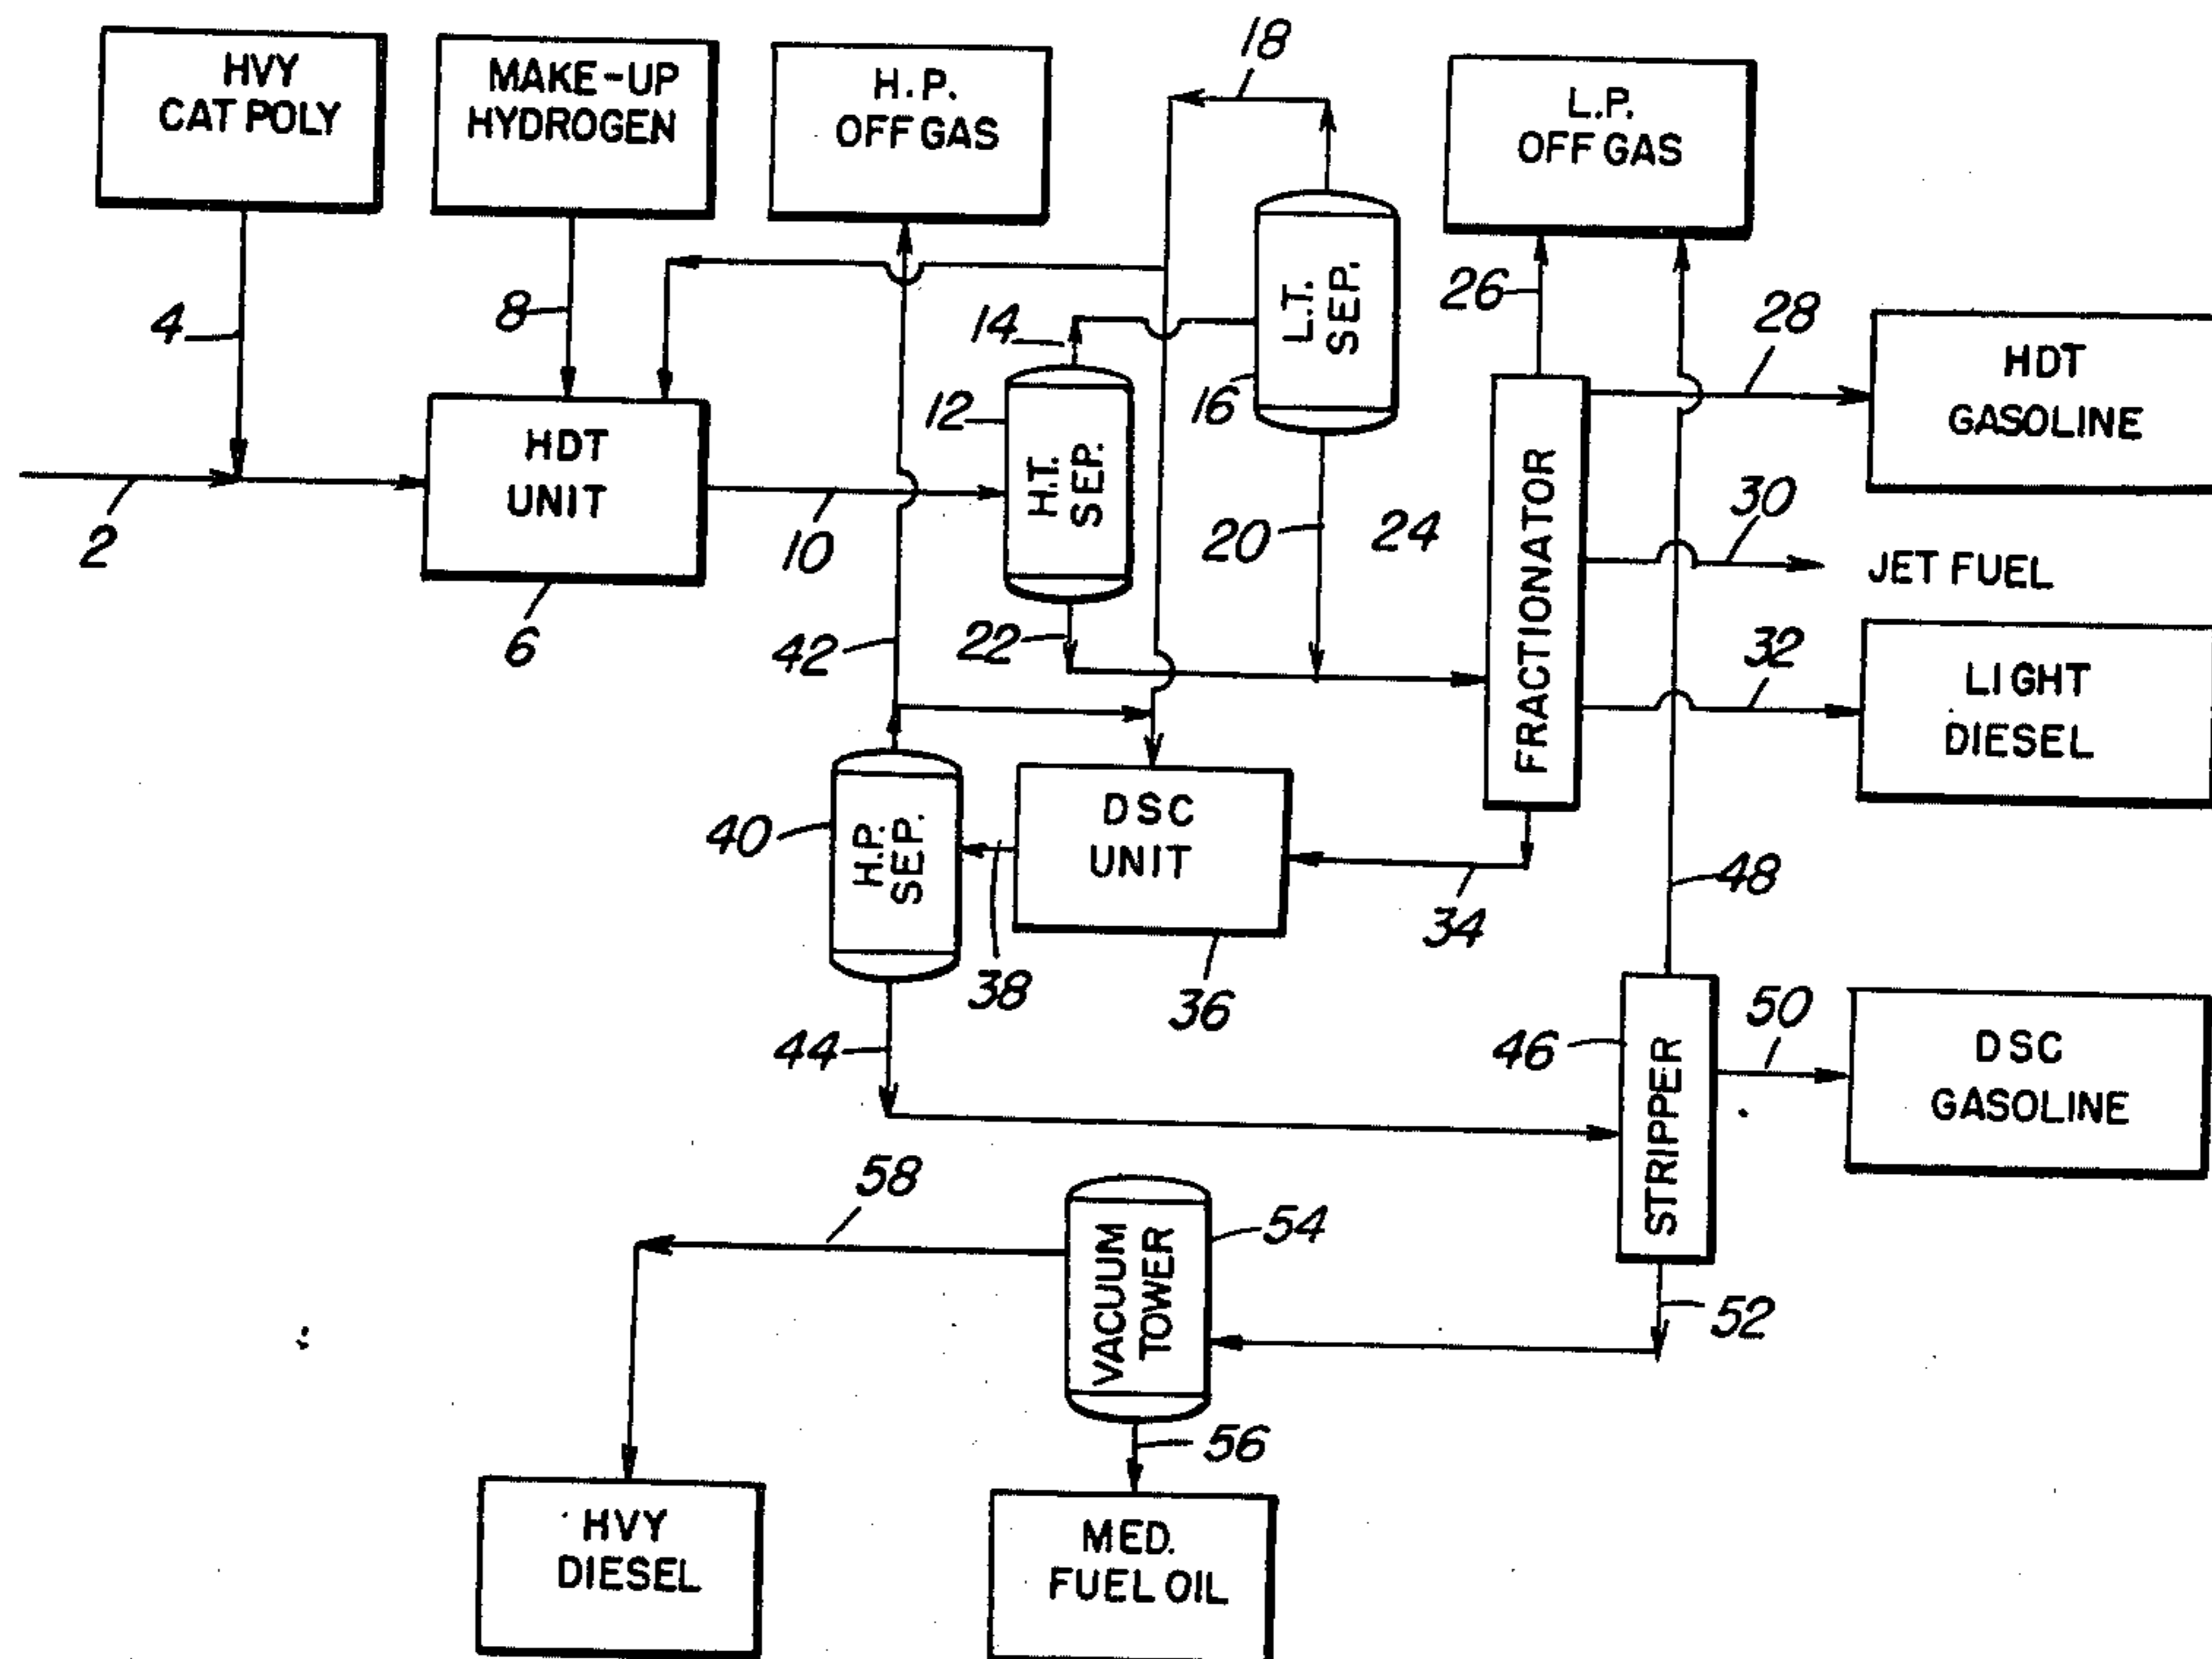 HVY
CAT POLY
MAKE-UP
HYDROGEN
H.P.
OFF GAS
18
L.P.
OFF GAS
4
8
14
L.T.
SEP.
26
28
HDT
GASOLINE
12
16
HDT
UNIT
H.T.
SEP.
2
10
20
24
FRACTIONATOR
30
JET FUEL
6
42
22
32
LIGHT
DIESEL
40
H.P.
SEP.
DSC
UNIT
38
36
34
48
44
46
STRIPPER
50
DSC
GASOLINE
58
VACUUM
TOWER
54
52
56
HVY
DIESEL
MED.
FUEL OIL